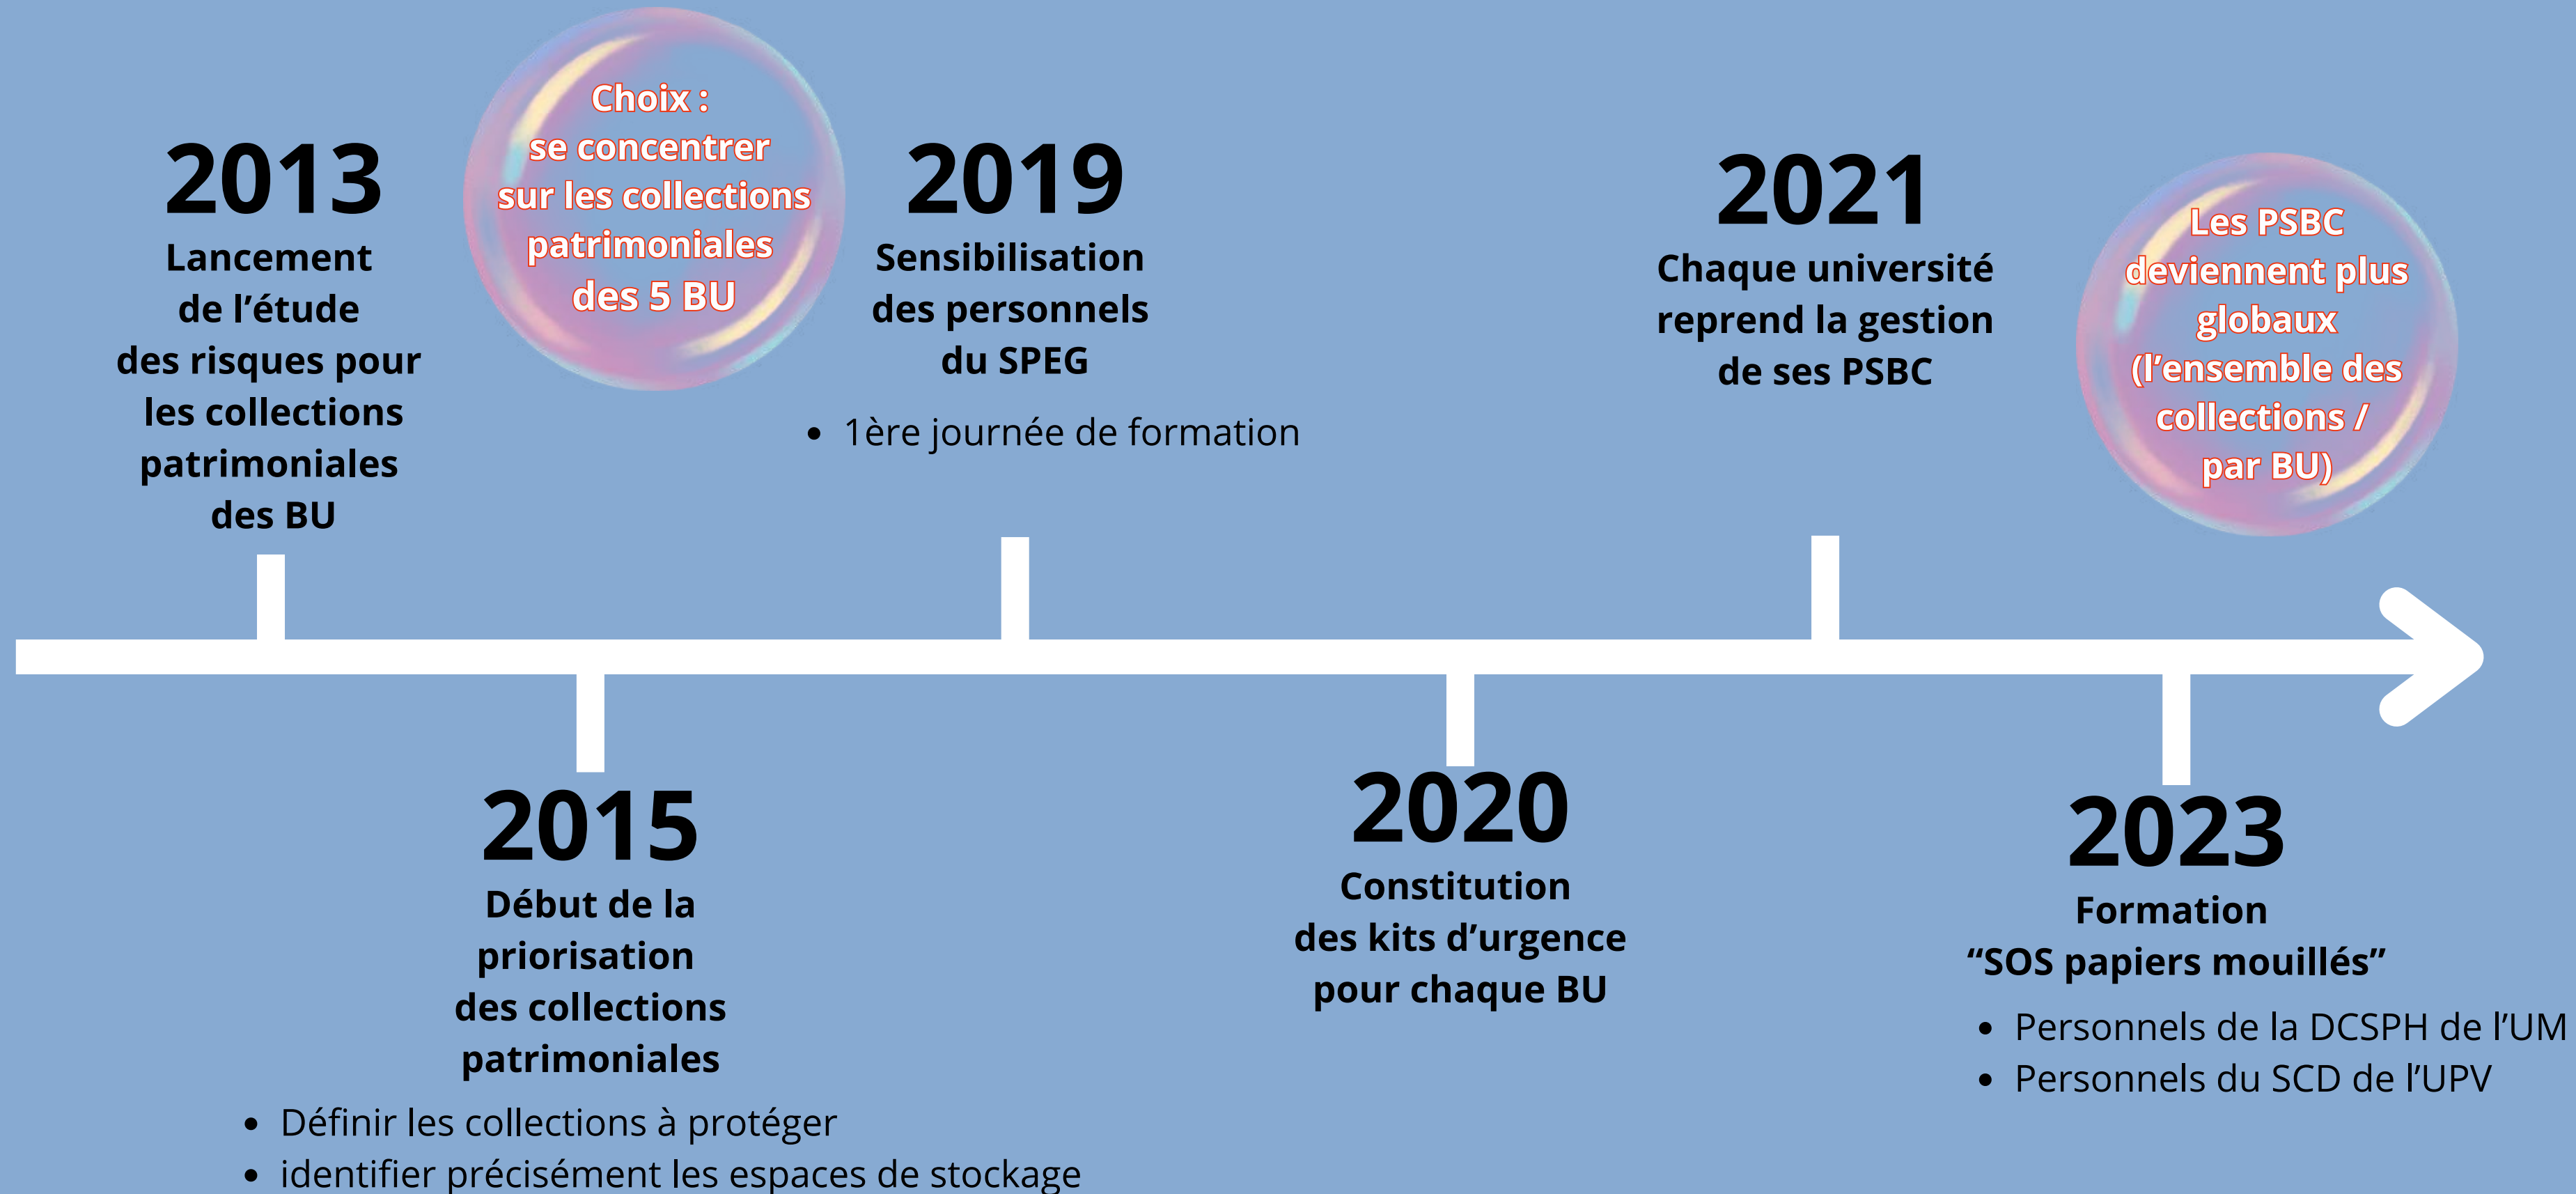 2013
Lancement
de l’étude
des risques pour
les collections
patrimoniales
des BU
Choix :
se concentrer
sur les collections
patrimoniales
des 5 BU
2019
Sensibilisation
des personnels
du SPEG
• 1ère journée de formation
2021
Chaque université
reprend la gestion
de ses PSBC
Les PSBC
deviennent plus
globaux
(l’ensemble des
collections /
par BU)
2015
Début de la
priorisation
des collections
patrimoniales
• Définir les collections à protéger
• identifier précisément les espaces de stockage
2020
Constitution
des kits d’urgence
pour chaque BU
2023
Formation
“SOS papiers mouillés”
• Personnels de la DCSPH de l’UM
• Personnels du SCD de l’UPV